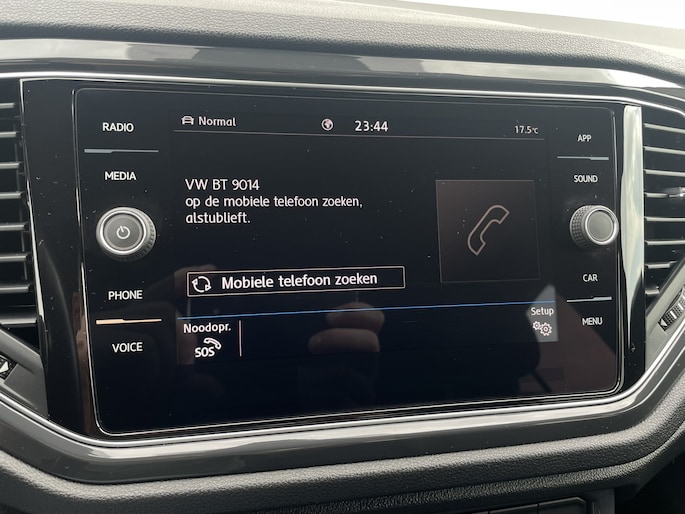 RADIO
MEDIA
PHONE
VOICE
Normal
23:44
17.5°C
VW BT 9014
op de mobiele telefoon zoeken,
alstublieft.
Mobiele telefoon zoeken
Noodopr.
SOS
Setup
APP
SOUND
CAR
MENU